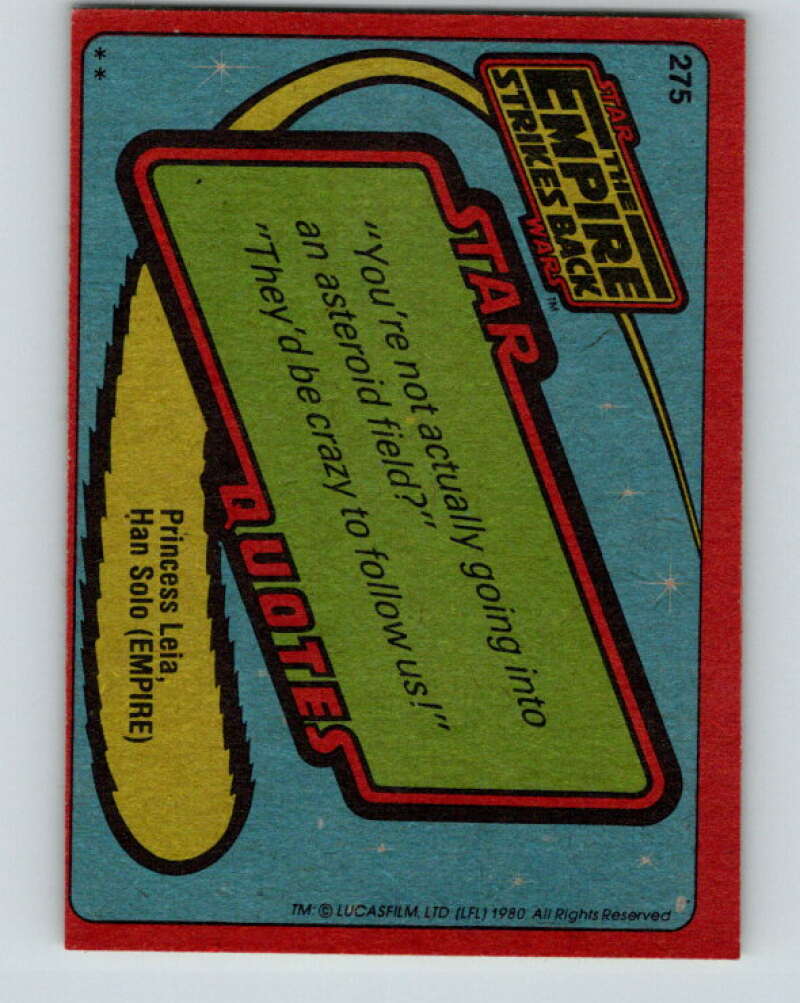 275
STAR
THE
EMPIRE
STRIKES BACK
WARS™
STAR
"You're not actually going into
an asteroid field?"
"They'd be crazy to follow us!"
QUOTES
Princess Leia,
Han Solo (EMPIRE)
**
TM: © LUCASFILM, LTD (LFL) 1980 All Rights Reserved